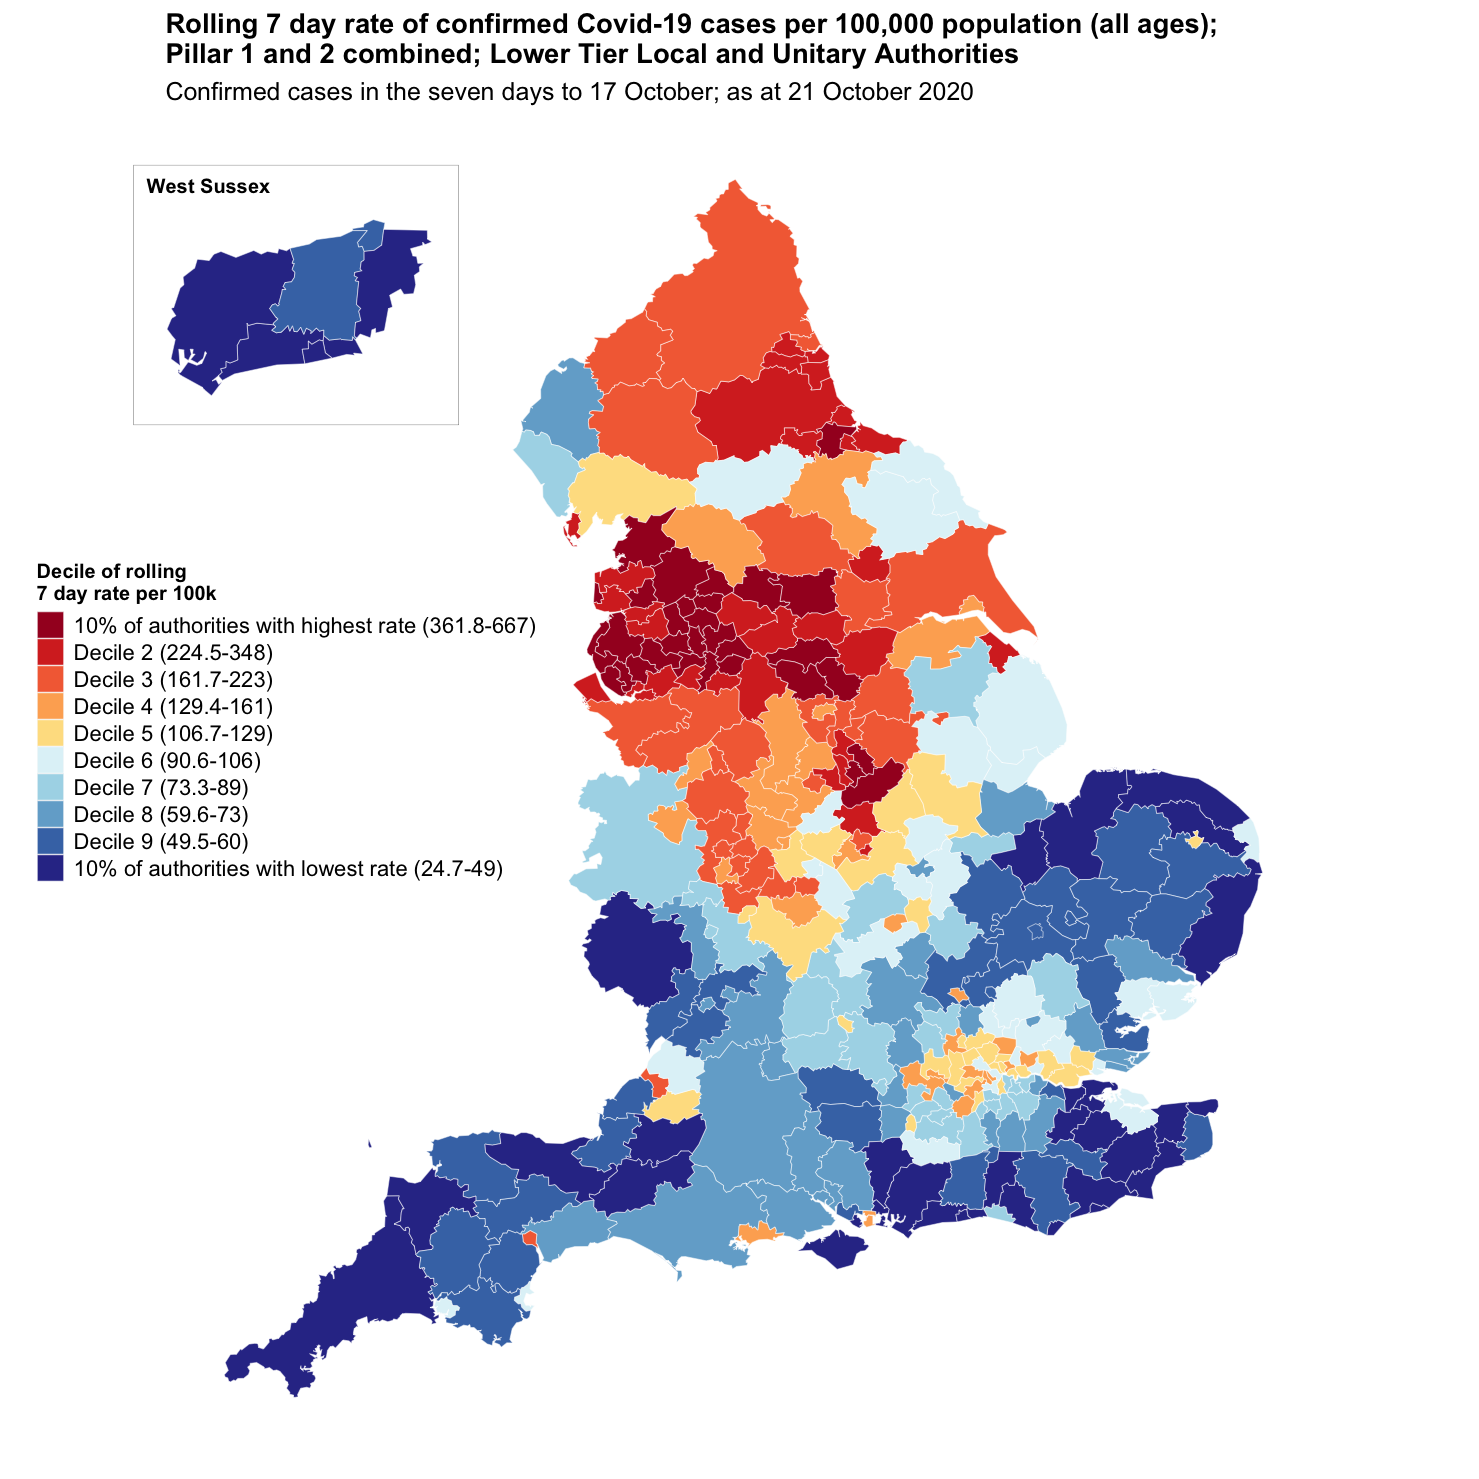 Rolling 7 day rate of confirmed Covid-19 cases per 100,000 population (all ages);
Pillar 1 and 2 combined; Lower Tier Local and Unitary Authorities
Confirmed cases in the seven days to 17 October; as at 21 October 2020
West Sussex
Decile of rolling
7 day rate per 100k
10% of authorities with highest rate (361.8-667)
Decile 2 (224.5-348)
Decile 3 (161.7-223)
Decile 4 (129.4-161)
Decile 5 (106.7-129)
Decile 6 (90.6-106)
Decile 7 (73.3-89)
Decile 8 (59.6-73)
Decile 9 (49.5-60)
10% of authorities with lowest rate (24.7-49)